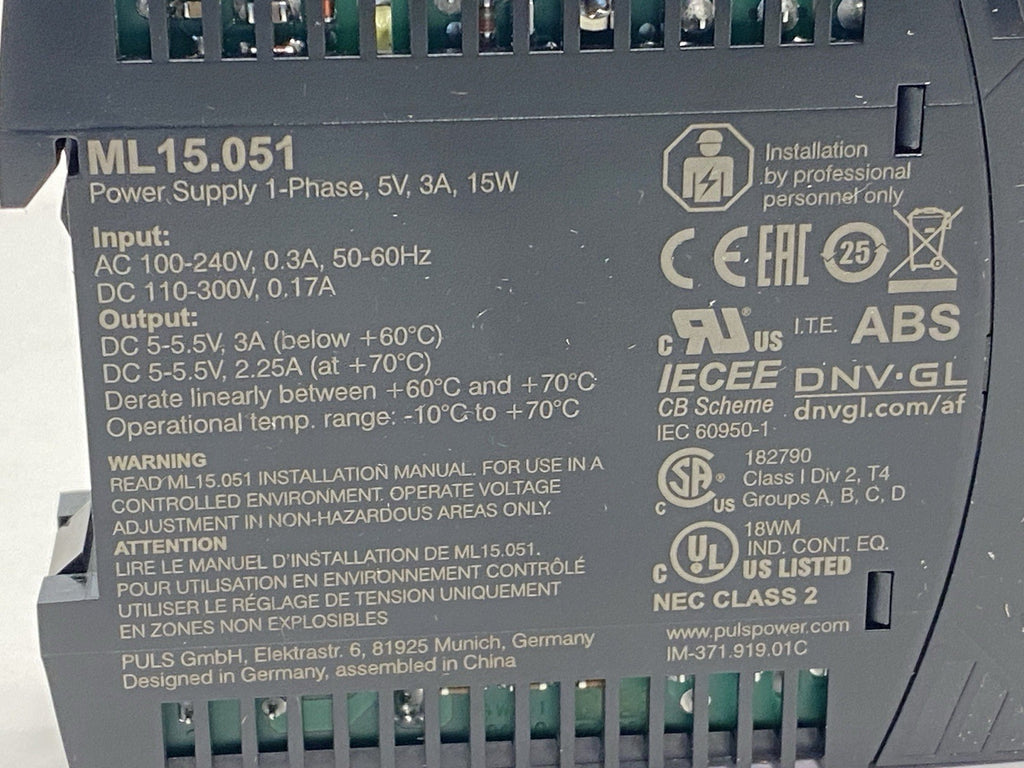 ML15.051
Power Supply 1-Phase, 5V, 3A, 15W
Input:
AC 100-240V, 0.3A, 50-60Hz
DC 110-300V, 0.17A
Output:
DC 5-5.5V, 3A (below +60°C)
DC 5-5.5V, 2.25A (at +70°C)
Derate linearly between +60°C and +70°C
Operational temp. range: -10°C to +70°C
WARNING
READ ML15.051 INSTALLATION MANUAL. FOR USE IN A
CONTROLLED ENVIRONMENT. OPERATE VOLTAGE
ADJUSTMENT IN NON-HAZARDOUS AREAS ONLY.
ATTENTION
LIRE LE MANUEL D'INSTALLATION DE ML15.051.
POUR UTILISATION EN ENVIRONNEMENT CONTRÔLÉ
UTILISER LE RÉGLAGE DE TENSION UNIQUEMENT
EN ZONES NON EXPLOSIBLES
PULS GmbH, Elektrastr. 6, 81925 Munich, Germany
Designed in Germany, assembled in China
Installation
by professional
personnel only
CE EAC 25
c RU ® US I.T.E. ABS
IECEE
CB Scheme
IEC 60950-1
DNV·GL
dnvgl.com/af
c SA ® US
182790
Class I Div 2, T4
Groups A, B, C, D
c UL
18WM
IND. CONT. EQ.
US LISTED
NEC CLASS 2
www.pulspower.com
IM-371.919.01C